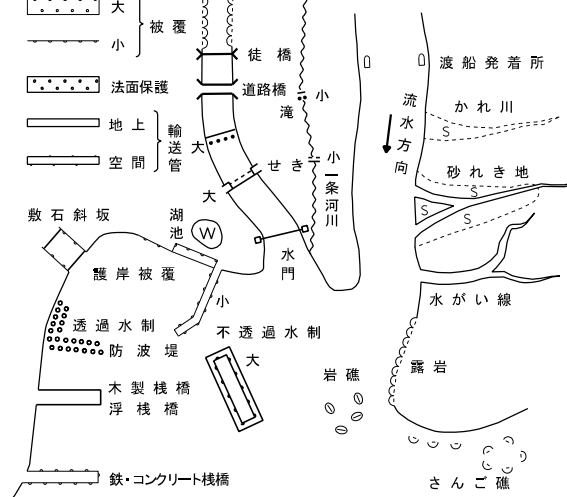 大
被覆
小
法面保護
地上
空間
輸送管
徒橋
道路橋
小
滝
大
せき
小
一条河川
大
水門
渡船発着所
流水方向
かれ川
S
砂れき地
S
S
S
敷石斜坂
湖池
W
護岸被覆
小
透過水制
防波堤
不透過水制
大
木製桟橋
浮桟橋
鉄・コンクリート桟橋
水がい線
岩礁
露岩
さんご礁